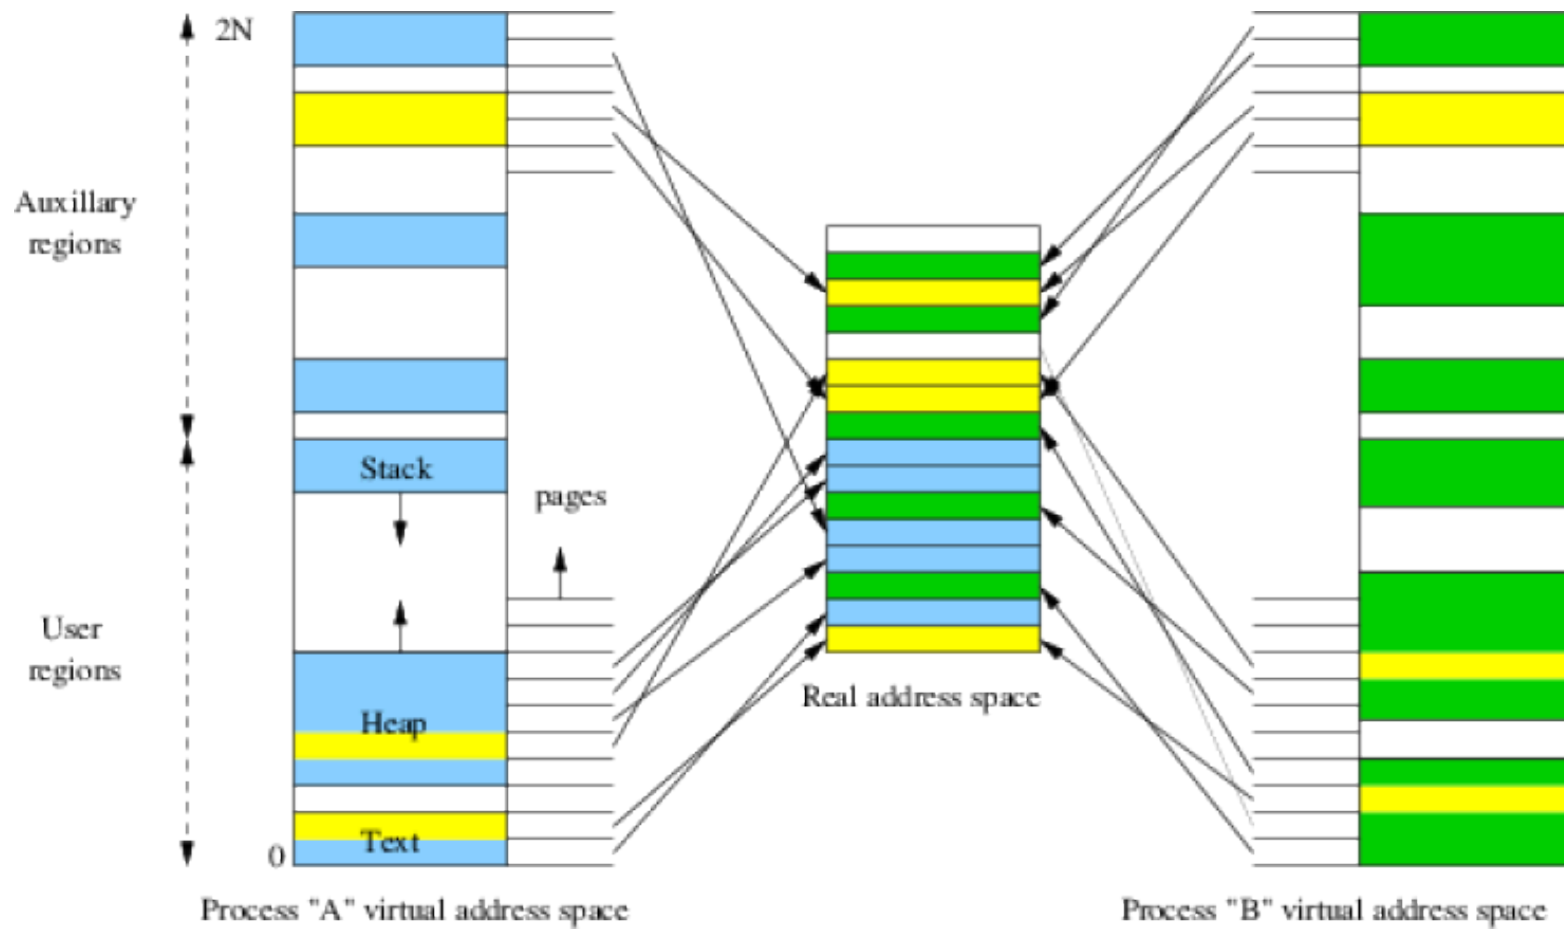 2N
Auxillary
regions
Stack
pages
User
regions
Heap
Real address space
Text
0
Process "A" virtual address space
Process "B" virtual address space